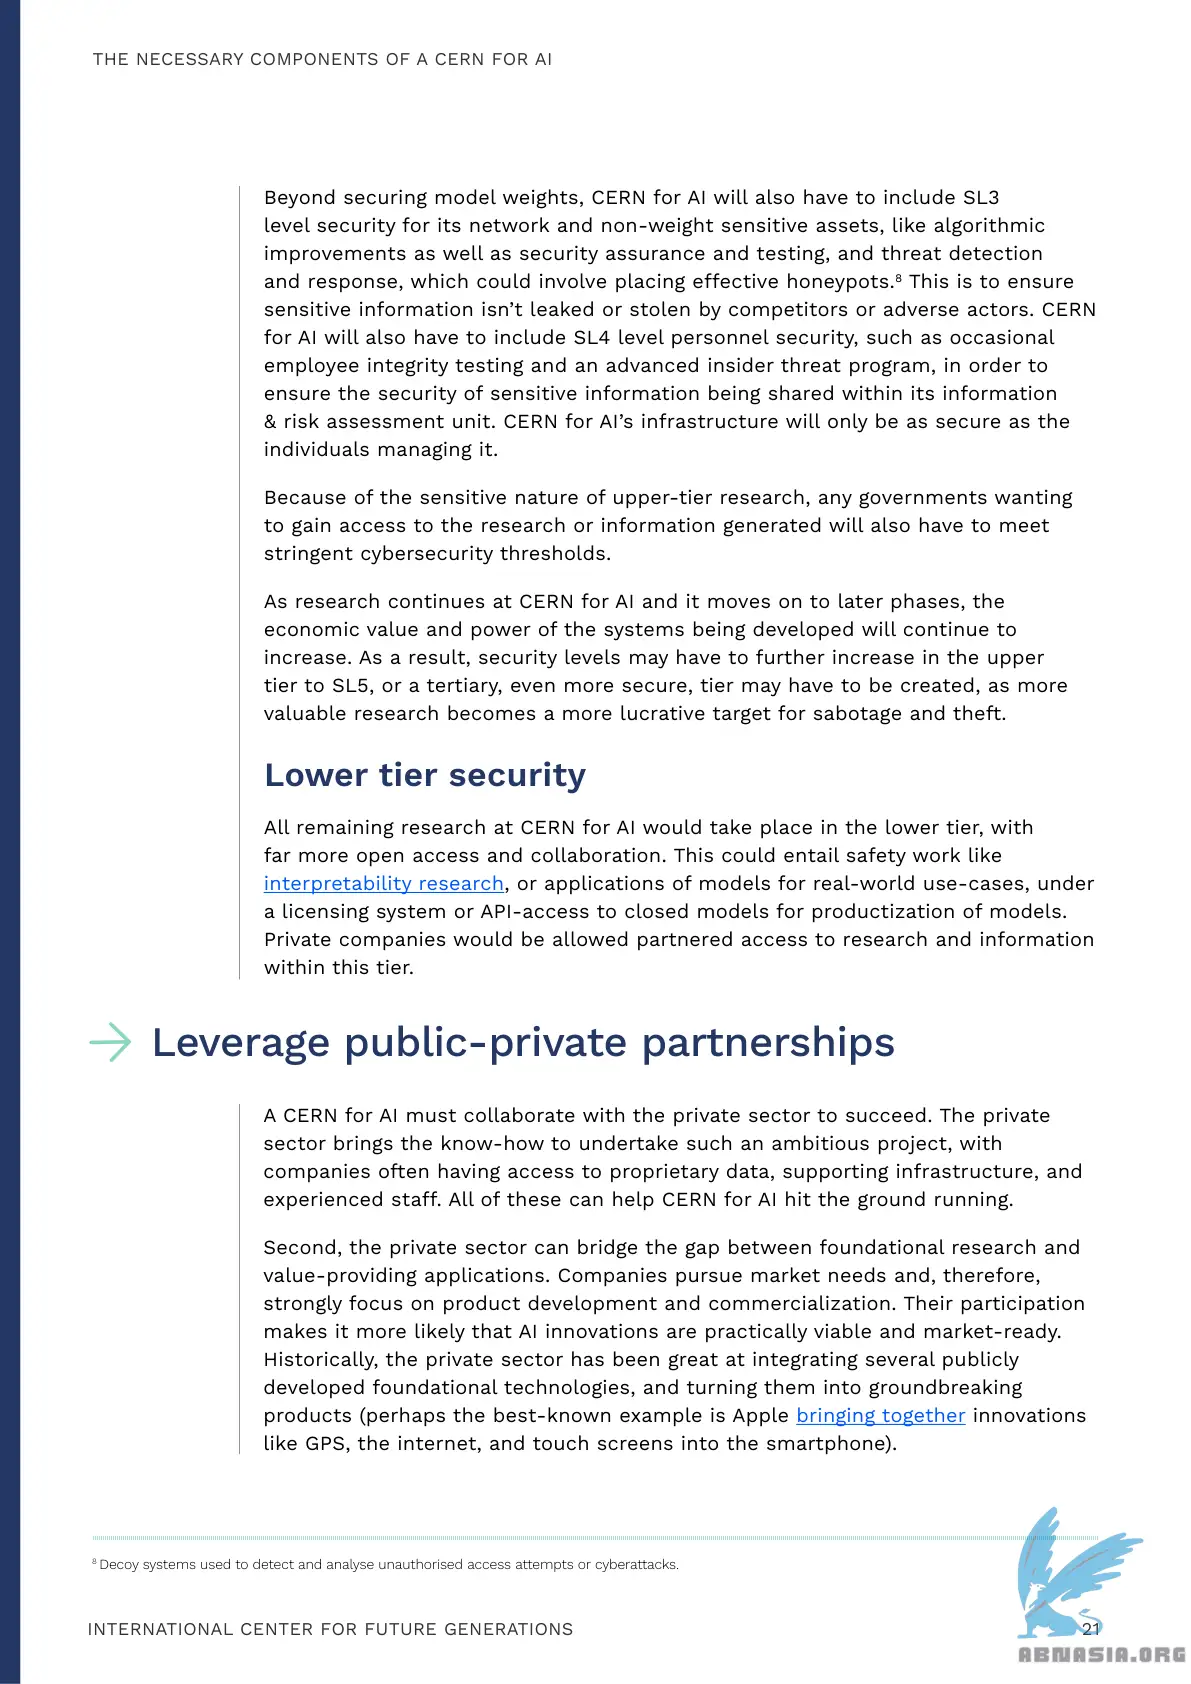 THE NECESSARY COMPONENTS OF A CERN FOR AI
Beyond securing model weights, CERN for AI will also have to include SL3
level security for its network and non-weight sensitive assets, like algorithmic
improvements as well as security assurance and testing, and threat detection
and response, which could involve placing effective honeypots.⁸ This is to ensure
sensitive information isn’t leaked or stolen by competitors or adverse actors. CERN
for AI will also have to include SL4 level personnel security, such as occasional
employee integrity testing and an advanced insider threat program, in order to
ensure the security of sensitive information being shared within its information
& risk assessment unit. CERN for AI’s infrastructure will only be as secure as the
individuals managing it.
Because of the sensitive nature of upper-tier research, any governments wanting
to gain access to the research or information generated will also have to meet
stringent cybersecurity thresholds.
As research continues at CERN for AI and it moves on to later phases, the
economic value and power of the systems being developed will continue to
increase. As a result, security levels may have to further increase in the upper
tier to SL5, or a tertiary, even more secure, tier may have to be created, as more
valuable research becomes a more lucrative target for sabotage and theft.
Lower tier security
All remaining research at CERN for AI would take place in the lower tier, with
far more open access and collaboration. This could entail safety work like
interpretability research, or applications of models for real-world use-cases, under
a licensing system or API-access to closed models for productization of models.
Private companies would be allowed partnered access to research and information
within this tier.
Leverage public-private partnerships
A CERN for AI must collaborate with the private sector to succeed. The private
sector brings the know-how to undertake such an ambitious project, with
companies often having access to proprietary data, supporting infrastructure, and
experienced staff. All of these can help CERN for AI hit the ground running.
Second, the private sector can bridge the gap between foundational research and
value-providing applications. Companies pursue market needs and, therefore,
strongly focus on product development and commercialization. Their participation
makes it more likely that AI innovations are practically viable and market-ready.
Historically, the private sector has been great at integrating several publicly
developed foundational technologies, and turning them into groundbreaking
products (perhaps the best-known example is Apple bringing together innovations
like GPS, the internet, and touch screens into the smartphone).
⁸ Decoy systems used to detect and analyse unauthorised access attempts or cyberattacks.
INTERNATIONAL CENTER FOR FUTURE GENERATIONS
21
ABNASIA.ORG